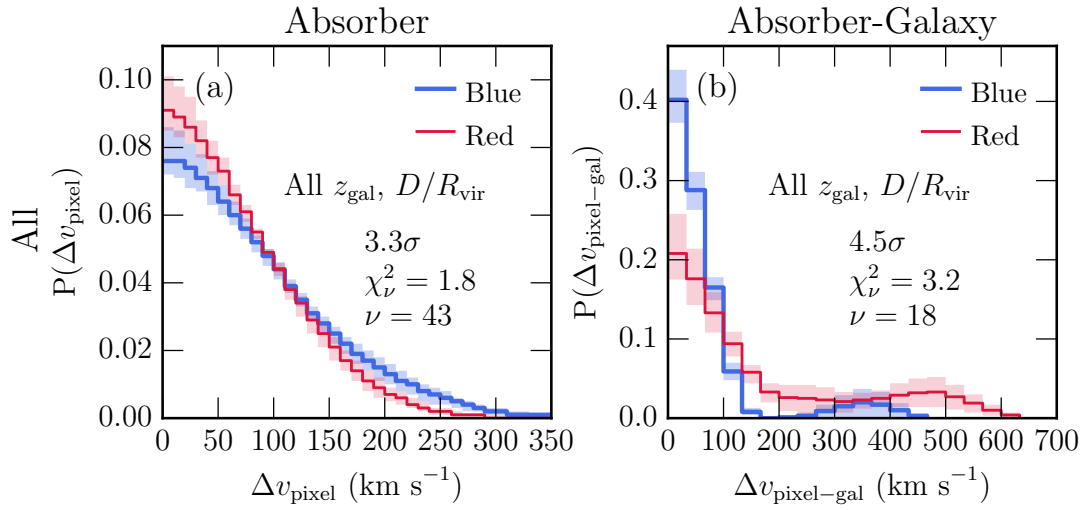 Absorber
All
P(Δv_pixel)
0.10
0.08
0.06
0.04
0.02
0.00
(a)
Blue
Red
All z_gal, D/R_vir
3.3σ
χ²_ν = 1.8
ν = 43
0 50 100 150 200 250 300 350
Δv_pixel (km s⁻¹)
Absorber-Galaxy
P(Δv_pixel−gal)
0.4
0.3
0.2
0.1
0.0
(b)
Blue
Red
All z_gal, D/R_vir
4.5σ
χ²_ν = 3.2
ν = 18
0 100 200 300 400 500 600 700
Δv_pixel−gal (km s⁻¹)